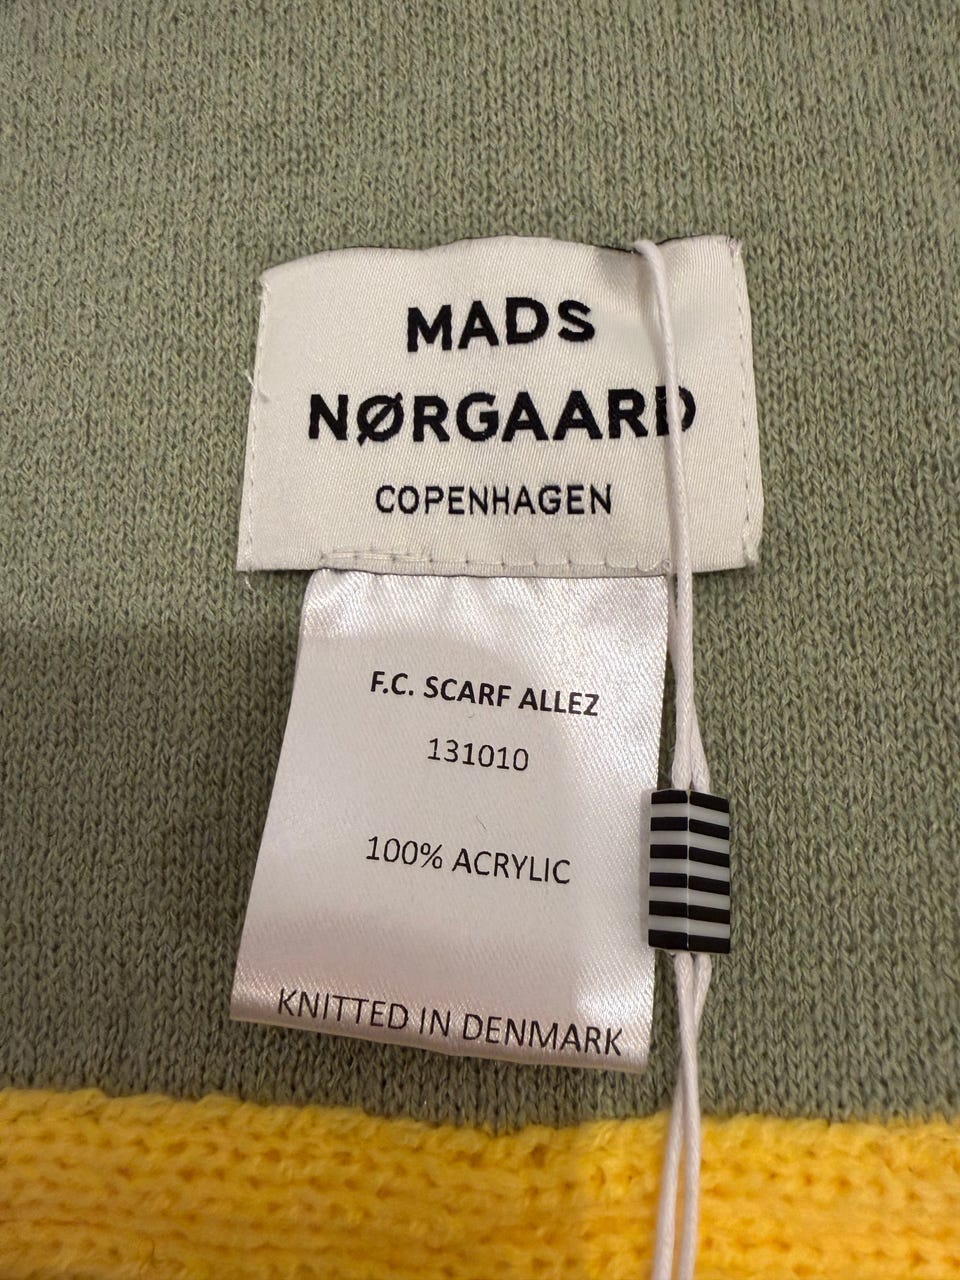 MADS
NØRGAARD
COPENHAGEN
F.C. SCARF ALLEZ
131010
100% ACRYLIC
KNITTED IN DENMARK